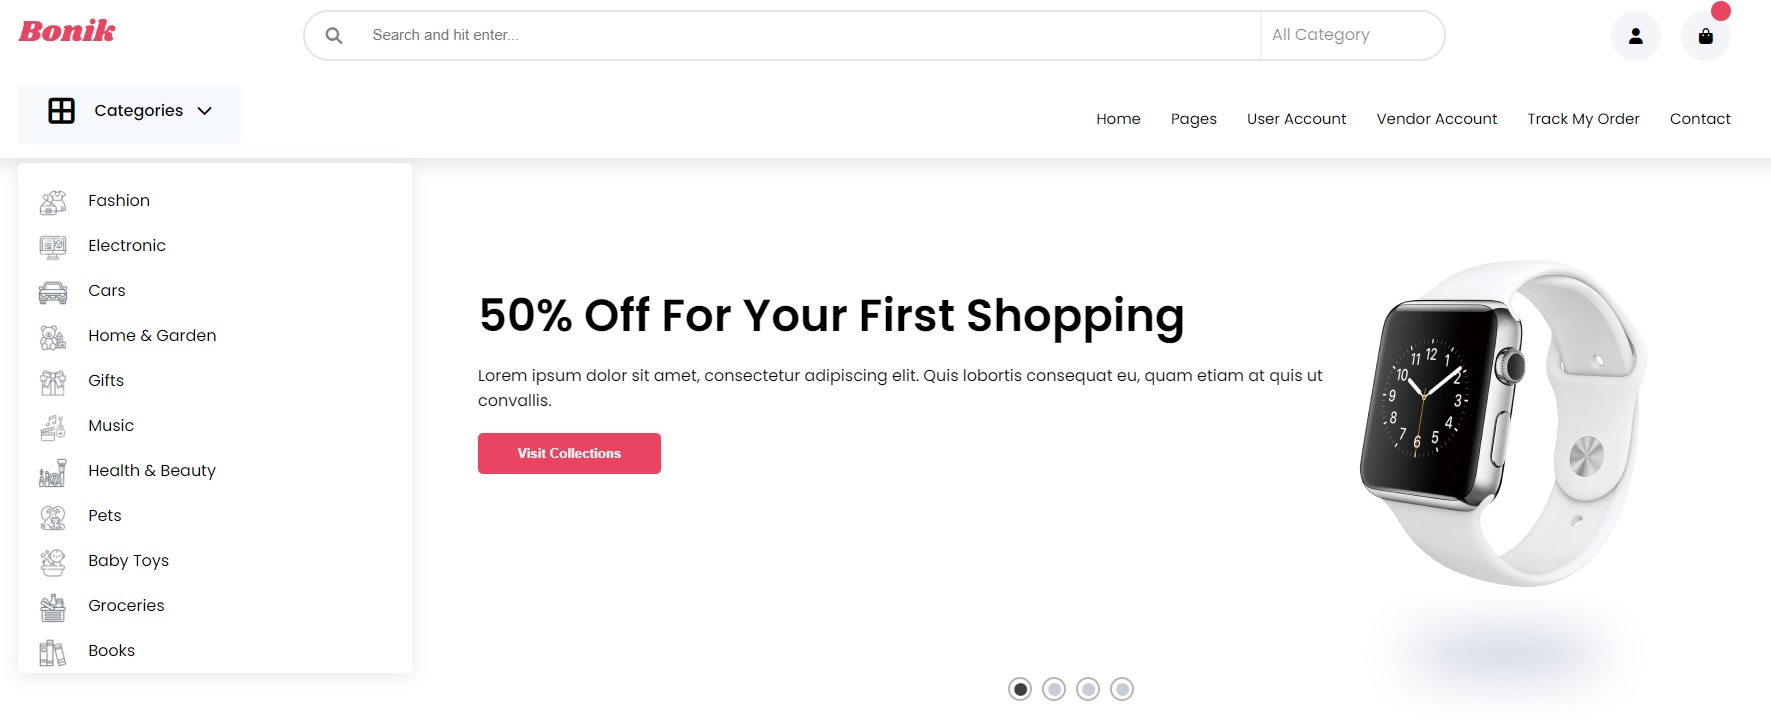 Bonik
Search and hit enter...
All Category
Categories
Home
Pages
User Account
Vendor Account
Track My Order
Contact
Fashion
Electronic
Cars
Home & Garden
Gifts
Music
Health & Beauty
Pets
Baby Toys
Groceries
Books
50% Off For Your First Shopping
Lorem ipsum dolor sit amet, consectetur adipiscing elit. Quis lobortis consequat eu, quam etiam at quis ut
convallis.
Visit Collections
12
1
2
3
4
5
6
7
8
9
10
11